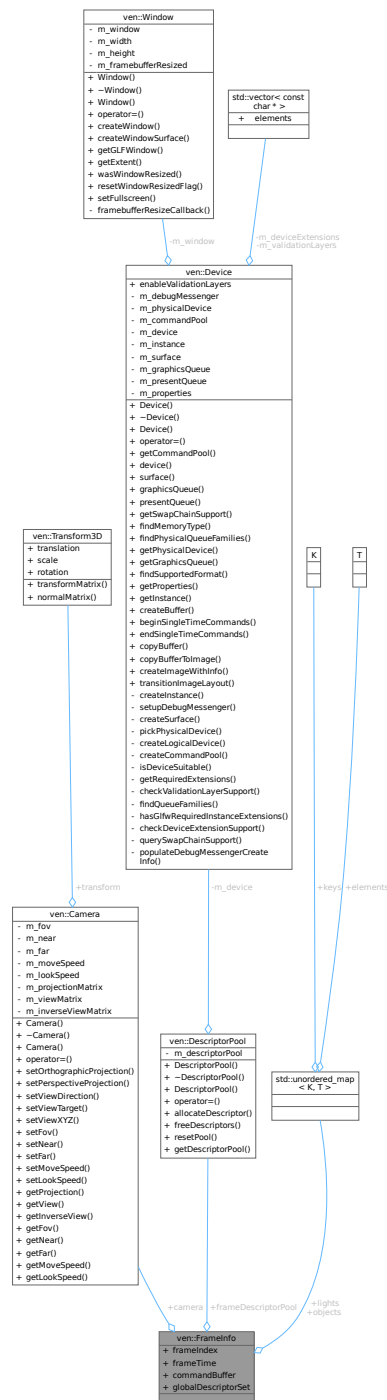 ven::Window
- m_window
- m_width
- m_height
- m_framebufferResized
+ Window()
+ ~Window()
+ Window()
+ operator=()
+ createWindow()
+ createWindowSurface()
+ getGLFWindow()
+ getExtent()
+ wasWindowResized()
+ resetWindowResizedFlag()
+ setFullscreen()
- framebufferResizeCallback()
std::vector< const
char * >
+ elements
-m_window
-m_deviceExtensions
-m_validationLayers
ven::Device
+ enableValidationLayers
- m_debugMessenger
- m_physicalDevice
- m_commandPool
- m_device
- m_instance
- m_surface
- m_graphicsQueue
- m_presentQueue
- m_properties
+ Device()
+ ~Device()
+ Device()
+ operator=()
+ getCommandPool()
+ device()
+ surface()
+ graphicsQueue()
+ presentQueue()
+ getSwapChainSupport()
+ findMemoryType()
+ findPhysicalQueueFamilies()
+ getPhysicalDevice()
+ getGraphicsQueue()
+ findSupportedFormat()
+ getProperties()
+ getInstance()
+ createBuffer()
+ beginSingleTimeCommands()
+ endSingleTimeCommands()
+ copyBuffer()
+ copyBufferToImage()
+ createImageWithInfo()
+ transitionImageLayout()
- createInstance()
- setupDebugMessenger()
- createSurface()
- pickPhysicalDevice()
- createLogicalDevice()
- createCommandPool()
- isDeviceSuitable()
- getRequiredExtensions()
- checkValidationLayerSupport()
- findQueueFamilies()
- hasGlfwRequiredInstanceExtensions()
- checkDeviceExtensionSupport()
- querySwapChainSupport()
- populateDebugMessengerCreate
Info()
ven::Transform3D
+ translation
+ scale
+ rotation
+ transformMatrix()
+ normalMatrix()
K
T
+transform
-m_device
+keys
+elements
ven::Camera
- m_fov
- m_near
- m_far
- m_moveSpeed
- m_lookSpeed
- m_projectionMatrix
- m_viewMatrix
- m_inverseViewMatrix
+ Camera()
+ ~Camera()
+ Camera()
+ operator=()
+ setOrthographicProjection()
+ setPerspectiveProjection()
+ setViewDirection()
+ setViewTarget()
+ setViewXYZ()
+ setFov()
+ setNear()
+ setFar()
+ setMoveSpeed()
+ setLookSpeed()
+ getProjection()
+ getView()
+ getInverseView()
+ getFov()
+ getNear()
+ getFar()
+ getMoveSpeed()
+ getLookSpeed()
ven::DescriptorPool
- m_descriptorPool
+ DescriptorPool()
+ ~DescriptorPool()
+ DescriptorPool()
+ operator=()
+ allocateDescriptor()
+ freeDescriptors()
+ resetPool()
+ getDescriptorPool()
std::unordered_map
< K, T >
+camera
+frameDescriptorPool
+lights
+objects
ven::FrameInfo
+ frameIndex
+ frameTime
+ commandBuffer
+ globalDescriptorSet